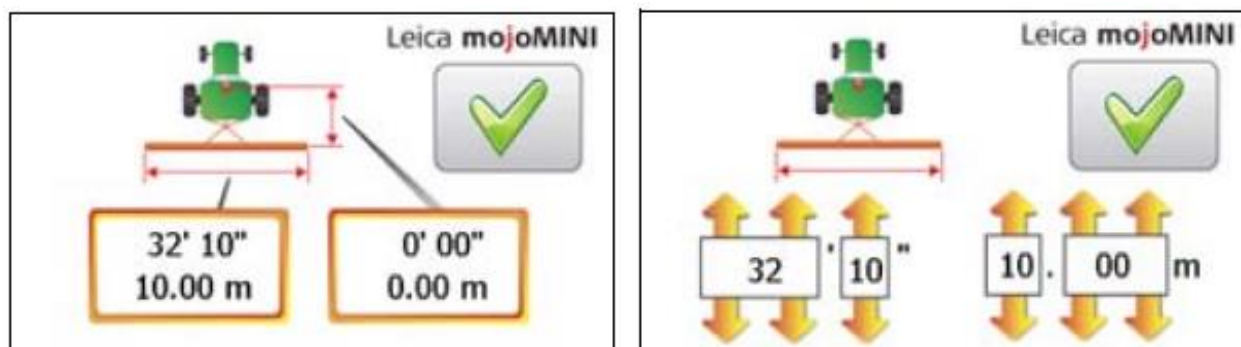 Leica mojoMINI
32' 10"
10.00 m
0' 00"
0.00 m
Leica mojoMINI
32 ' 10 " 10 . 00 m